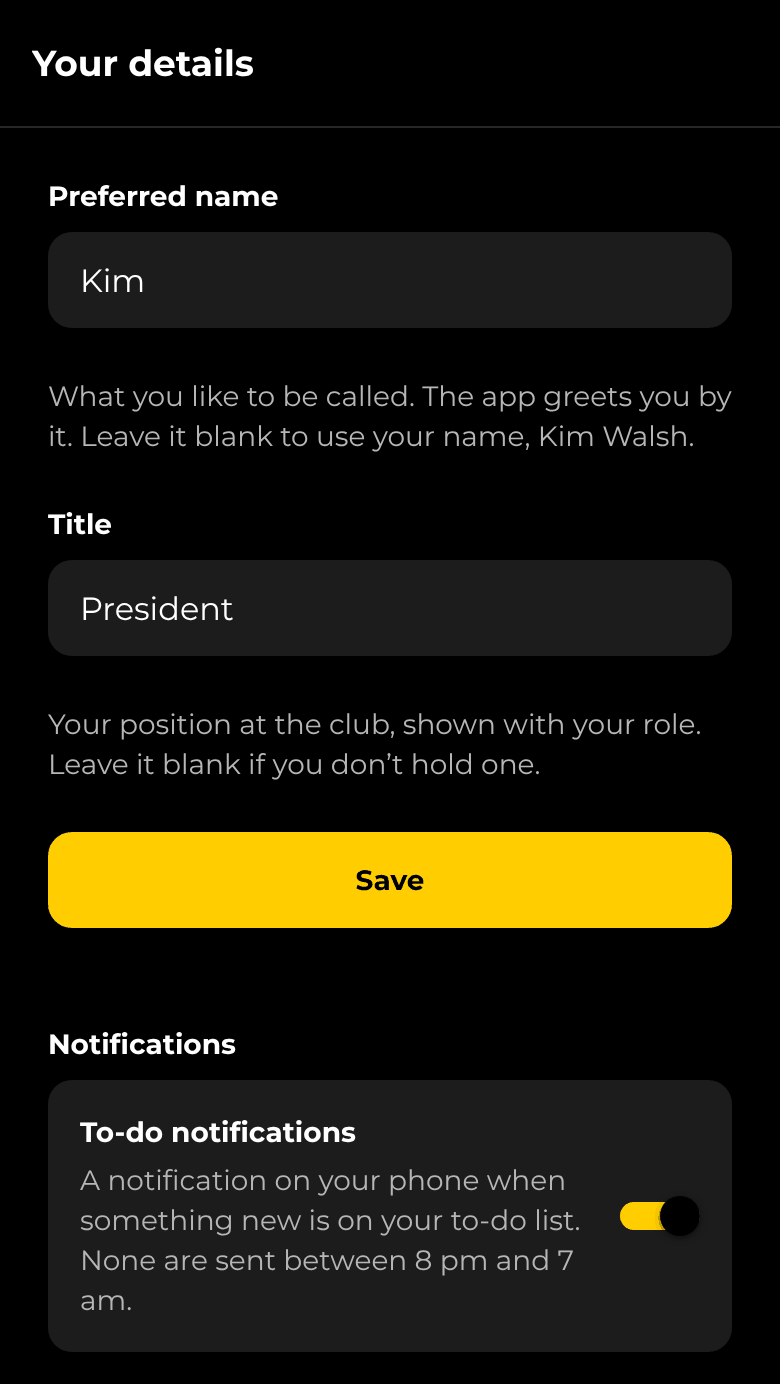 Your details
Preferred name
Kim
What you like to be called. The app greets you by
it. Leave it blank to use your name, Kim Walsh.
Title
President
Your position at the club, shown with your role.
Leave it blank if you don’t hold one.
Save
Notifications
To-do notifications
A notification on your phone when
something new is on your to-do list.
None are sent between 8 pm and 7
am.